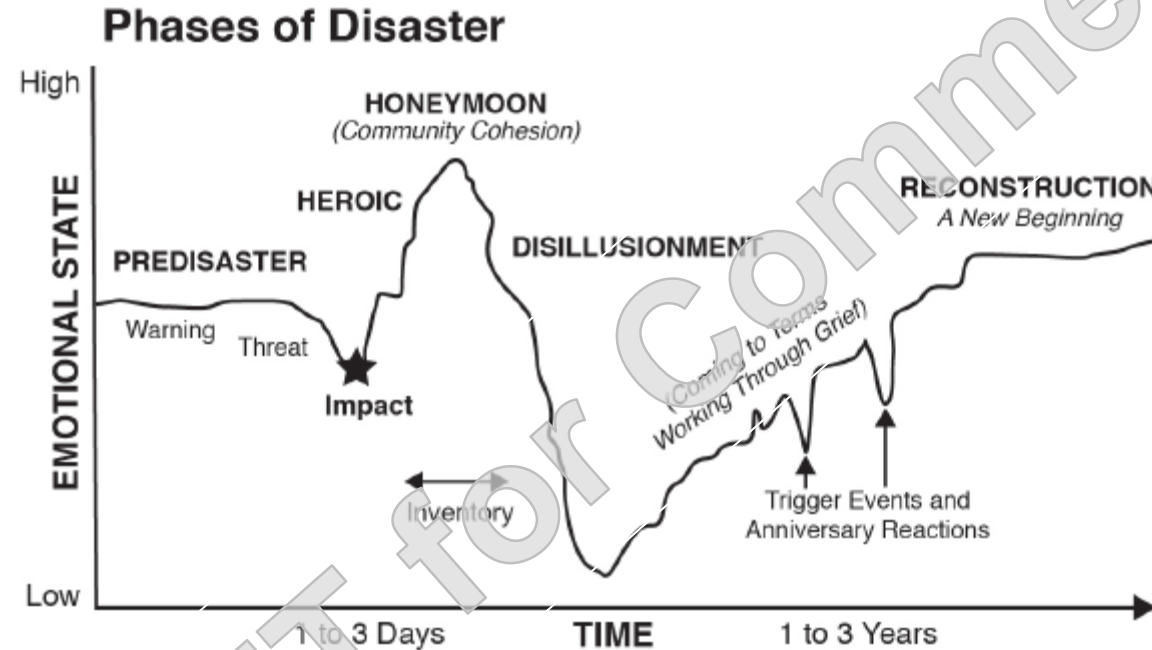 Phases of Disaster
High
HONEYMOON
(Community Cohesion)
HEROIC
RECONSTRUCTION
A New Beginning
DISILLUSIONMENT
PREDISASTER
Warning
Threat
Impact
(Coming to Terms
Working Through Grief)
Inventory
Trigger Events and
Anniversary Reactions
EMOTIONAL STATE
Low
1 to 3 Days
TIME
1 to 3 Years
T for Comme